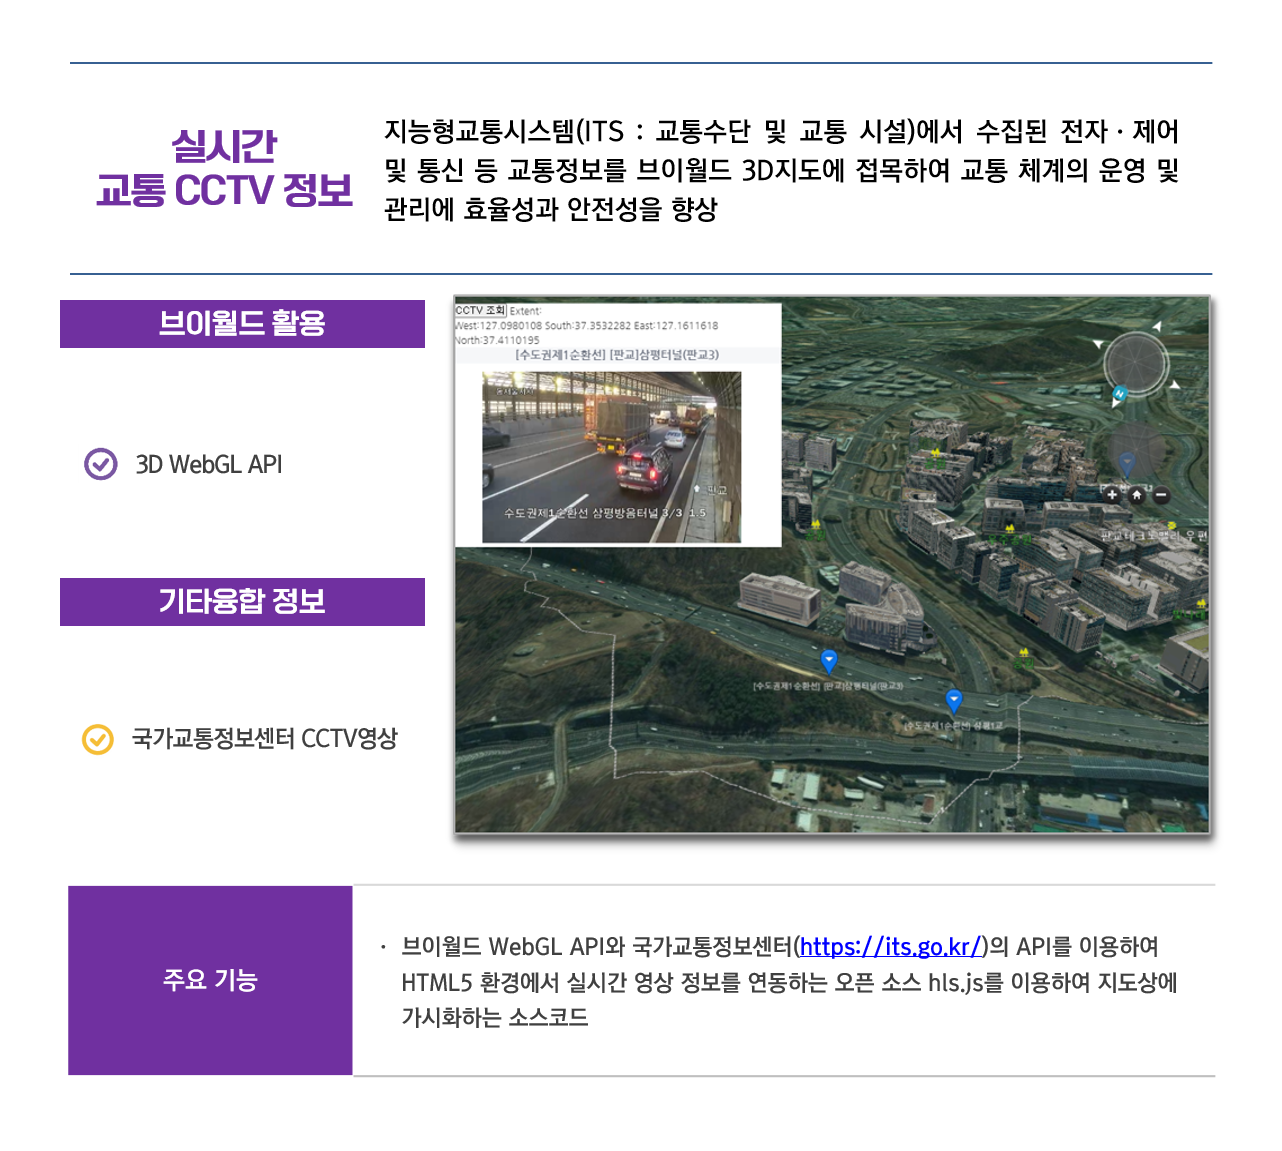 실시간
교통 CCTV 정보
지능형교통시스템(ITS : 교통수단 및 교통 시설)에서 수집된 전자 · 제어
및 통신 등 교통정보를 브이월드 3D지도에 접목하여 교통 체계의 운영 및
관리에 효율성과 안전성을 향상
브이월드 활용
3D WebGL API
기타융합 정보
국가교통정보센터 CCTV영상
CCTV 조회 Extent:
West:127.0980108 South:37.3532282 East:127.1611618
North:37.4110195
[수도권제1순환선] [판교]삼평터널(판교3)
판교
수도권제1순환선 삼평방음터널 3/3 1.5
N
[수도권제1순환선] [판교]삼평터널(판교3)
[수도권제1순환선] 삼평1교
주요 기능
· 브이월드 WebGL API와 국가교통정보센터(https://its.go.kr/)의 API를 이용하여
HTML5 환경에서 실시간 영상 정보를 연동하는 오픈 소스 hls.js를 이용하여 지도상에
가시화하는 소스코드